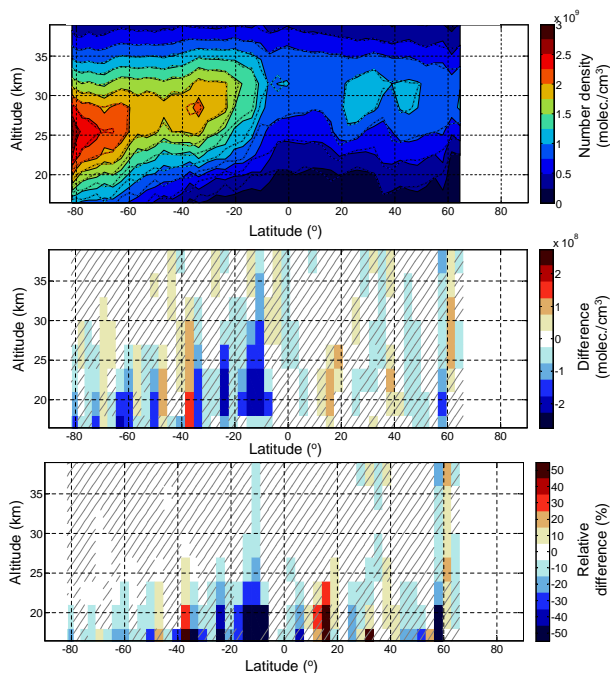 x 10⁹
35
30
25
20
Altitude (km)
-80 -60 -40 -20 0 20 40 60 80
Latitude (º)
3
2.5
2
1.5
1
0.5
0
Number density
(molec./cm³)
x 10⁸
35
30
25
20
Altitude (km)
-80 -60 -40 -20 0 20 40 60 80
Latitude (º)
2
1
0
-1
-2
Difference
(molec./cm³)
35
30
25
20
Altitude (km)
-80 -60 -40 -20 0 20 40 60 80
Latitude (º)
50
40
30
20
10
0
-10
-20
-30
-40
-50
Relative
difference (%)